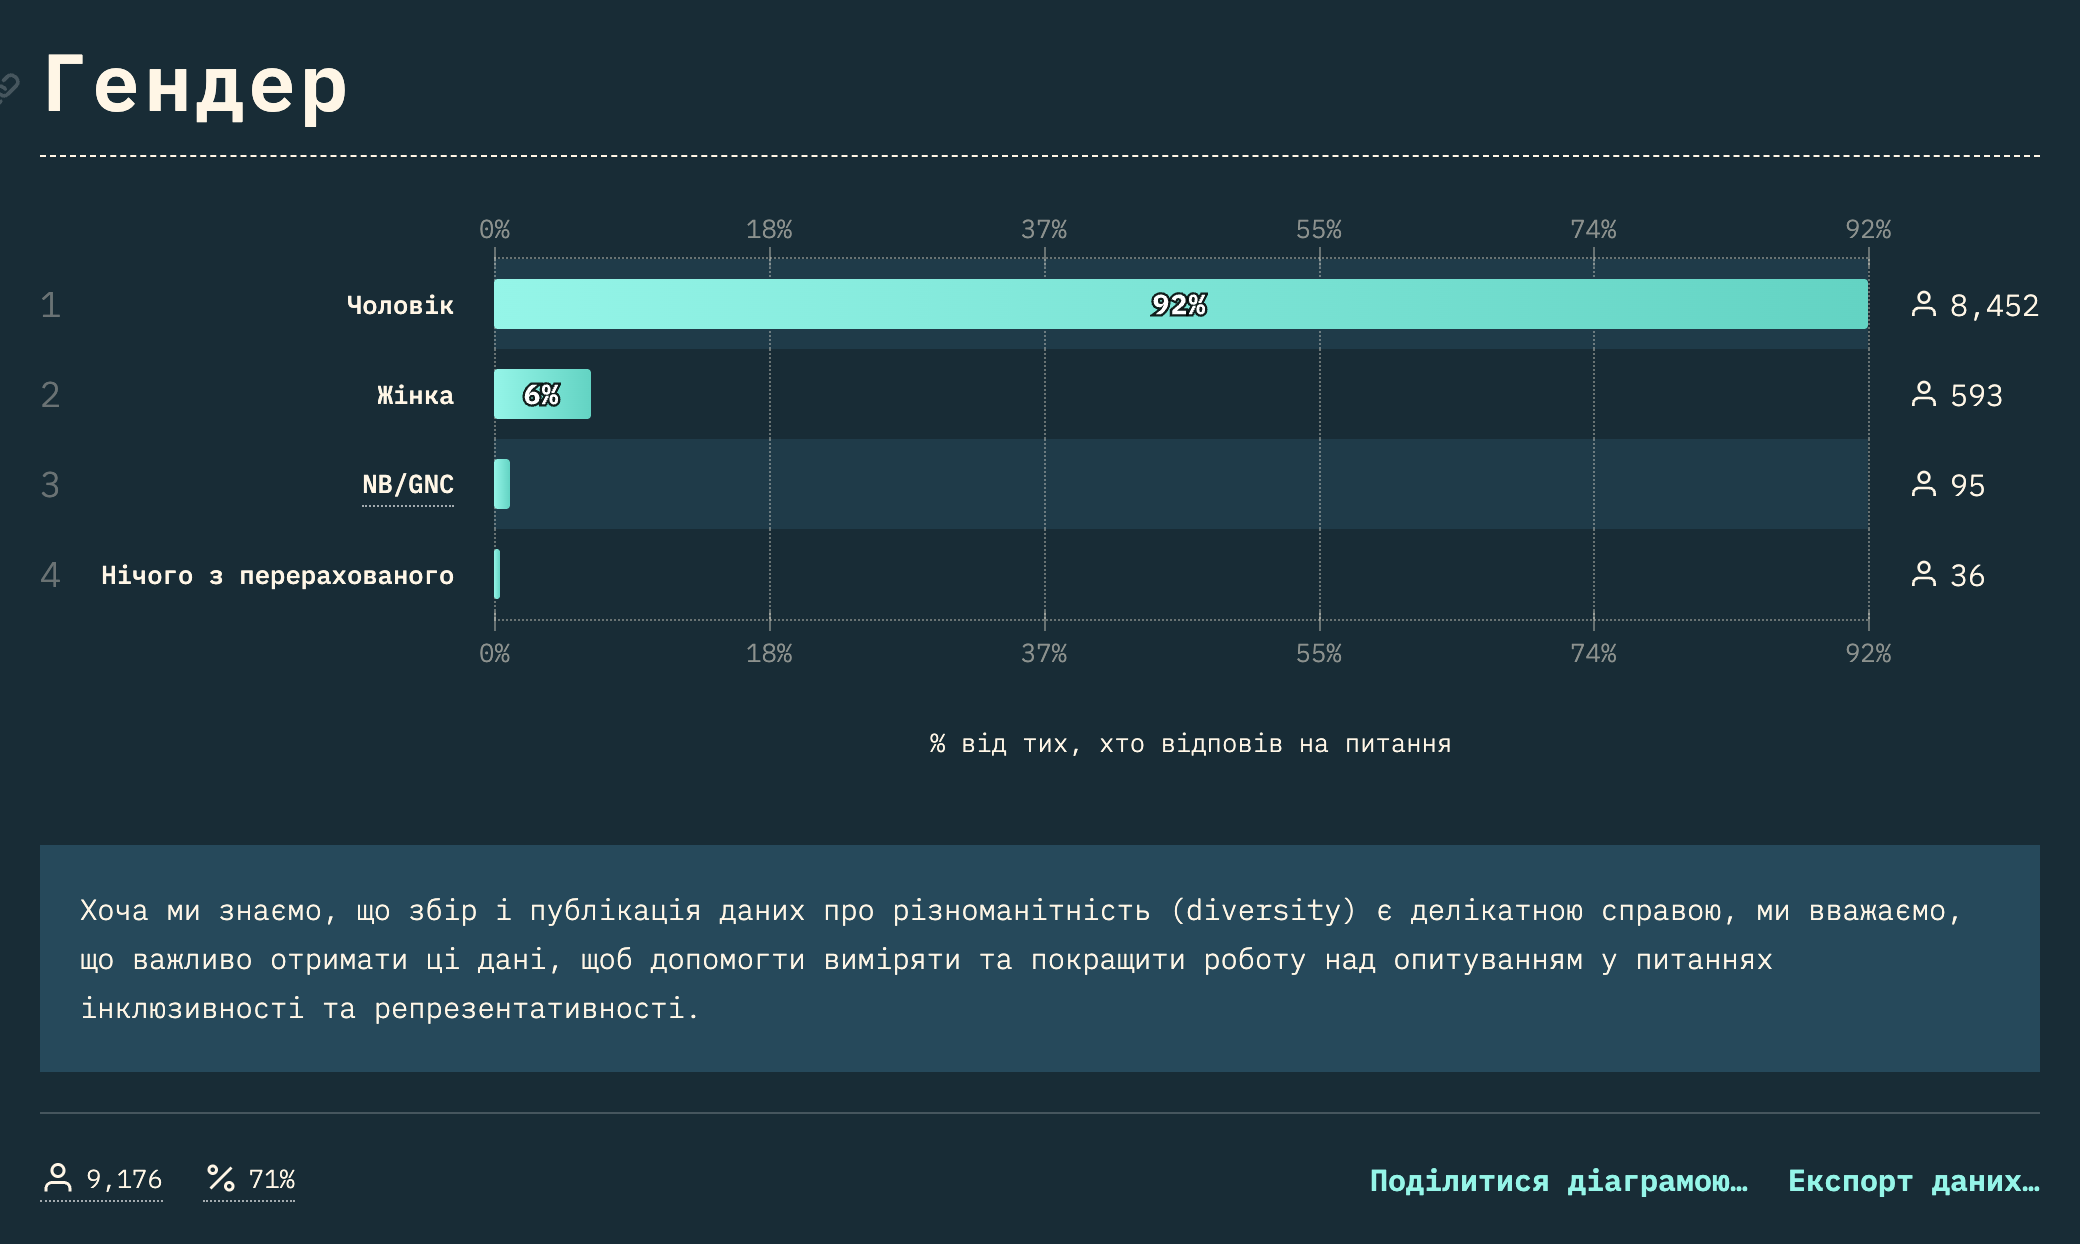 Гендер
0% 18% 37% 55% 74% 92%
1 Чоловік 92% 8,452
2 Жінка 6% 593
3 NB/GNC 95
4 Нічого з перерахованого 36
0% 18% 37% 55% 74% 92%
% від тих, хто відповів на питання
Хоча ми знаємо, що збір і публікація даних про різноманітність (diversity) є делікатною справою, ми вважаємо,
що важливо отримати ці дані, щоб допомогти виміряти та покращити роботу над опитуванням у питаннях
інклюзивності та репрезентативності.
9,176 71% Поділитися діаграмою… Експорт даних…